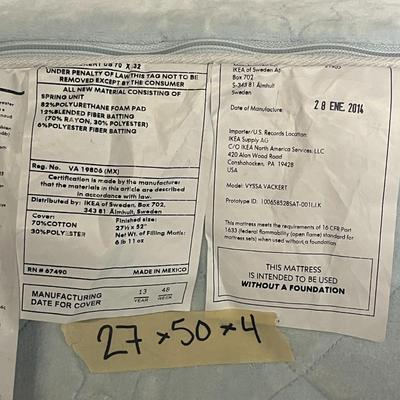 UNDER PENALTY OF LAW THIS TAG NOT TO BE
REMOVED EXCEPT BY THE CONSUMER
ALL NEW MATERIAL CONSISTING OF
SPRING UNIT
82%POLYURETHANE FOAM PAD
12%BLENDED FIBER BATTING
(70% RAYON, 30% POLYESTER)
6%POLYESTER FIBER BATTING
Reg. No. VA 19805 (MX)
Certification is made by the manufacturer
that the materials in this article are described
in accordance with law.
Distributed by: IKEA of Sweden, Box 702,
343 81 Älmhult, Sweden
Cover:
70%COTTON
30%POLYESTER
Finished size:
27½ x 52"
Net Wt. of Filling Mat's:
6 lb 11 oz
RN # 67490
MADE IN MEXICO
MANUFACTURING
DATE FOR COVER
13 48
YEAR WEEK
IKEA of Sweden AB
Box 702
S-343 81 Älmhult
Sweden
Date of Manufacture: 28 ENE. 2014
Importer/U.S. Records Location:
IKEA Supply AG
C/O IKEA North America Services, LLC
420 Alan Wood Road
Conshohocken, PA 19428
USA
Model: VYSSA VACKERT
Prototype ID:
This mattress meets the requirements of 16 CFR Part
1633 (federal flammability (open flame) standard for
mattress sets) when used without a foundation
THIS MATTRESS
IS INTENDED TO BE USED
WITHOUT A FOUNDATION
27 x 50 x 4